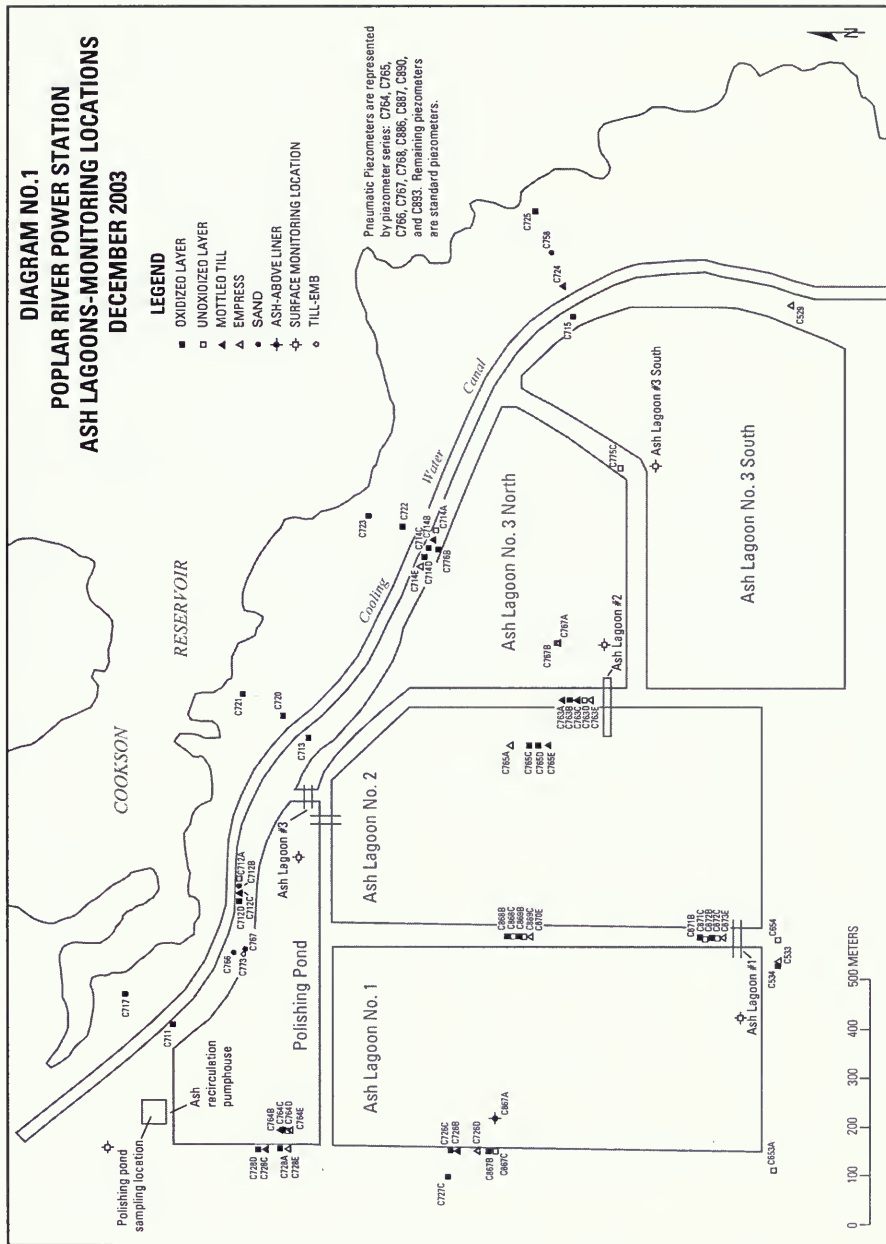 DIAGRAM NO.1
POPLAR RIVER POWER STATION
ASH LAGOONS-MONITORING LOCATIONS
DECEMBER 2003
LEGEND
OXIDIZED LAYER
UNOXIDIZED LAYER
MOTTLED TILL
EMPRESS
SAND
ASH-ABOVE LINER
SURFACE MONITORING LOCATION
TILL-EMB
Pneumatic Piezometers are represented
by piezometer series: C764, C765,
C766, C767, C768, C886, C887, C890,
and C893. Remaining piezometers
are standard piezometers.
N
COOKSON
RESERVOIR
Cooling
Water
Canal
Polishing pond
sampling location
Ash
recirculation
pumphouse
C717
C711
C766
C773
C767
C712D
C712C
C712A
C712B
C721
C720
C713
C723
C722
C714E
C714D
C714C
C714B
C714A
C776B
C725
C758
C724
C715
C529
C728D
C728C
C728A
C728E
C764B
C764C
C764D
C764E
Polishing Pond
Ash Lagoon #3
Ash Lagoon No. 1
Ash Lagoon No. 2
Ash Lagoon No. 3 North
Ash Lagoon No. 3 South
C727C
C726C
C726B
C726D
C867B
C867C
C867A
C868B
C868C
C869B
C869C
C870E
C871B
C871C
C872B
C872C
C873E
C765A
C765C
C765D
C765E
C763A
C763B
C763C
C763D
C763E
C767B
C767A
Ash Lagoon #2
C775C
Ash Lagoon #3 South
Ash Lagoon #1
C653A
C534
C533
C654
0
100
200
300
400
500 METERS